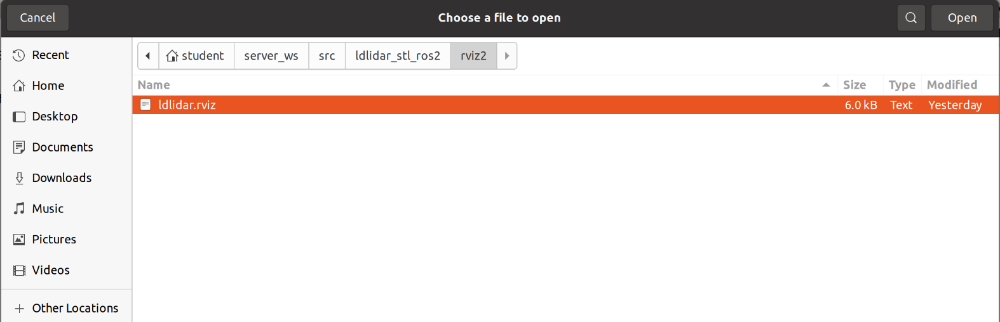 Cancel Choose a file to open Open
Recent
Home
Desktop
Documents
Downloads
Music
Pictures
Videos
Other Locations
student server_ws src ldlidar_stl_ros2 rviz2
Name Size Type Modified
ldlidar.rviz 6.0 kB Text Yesterday